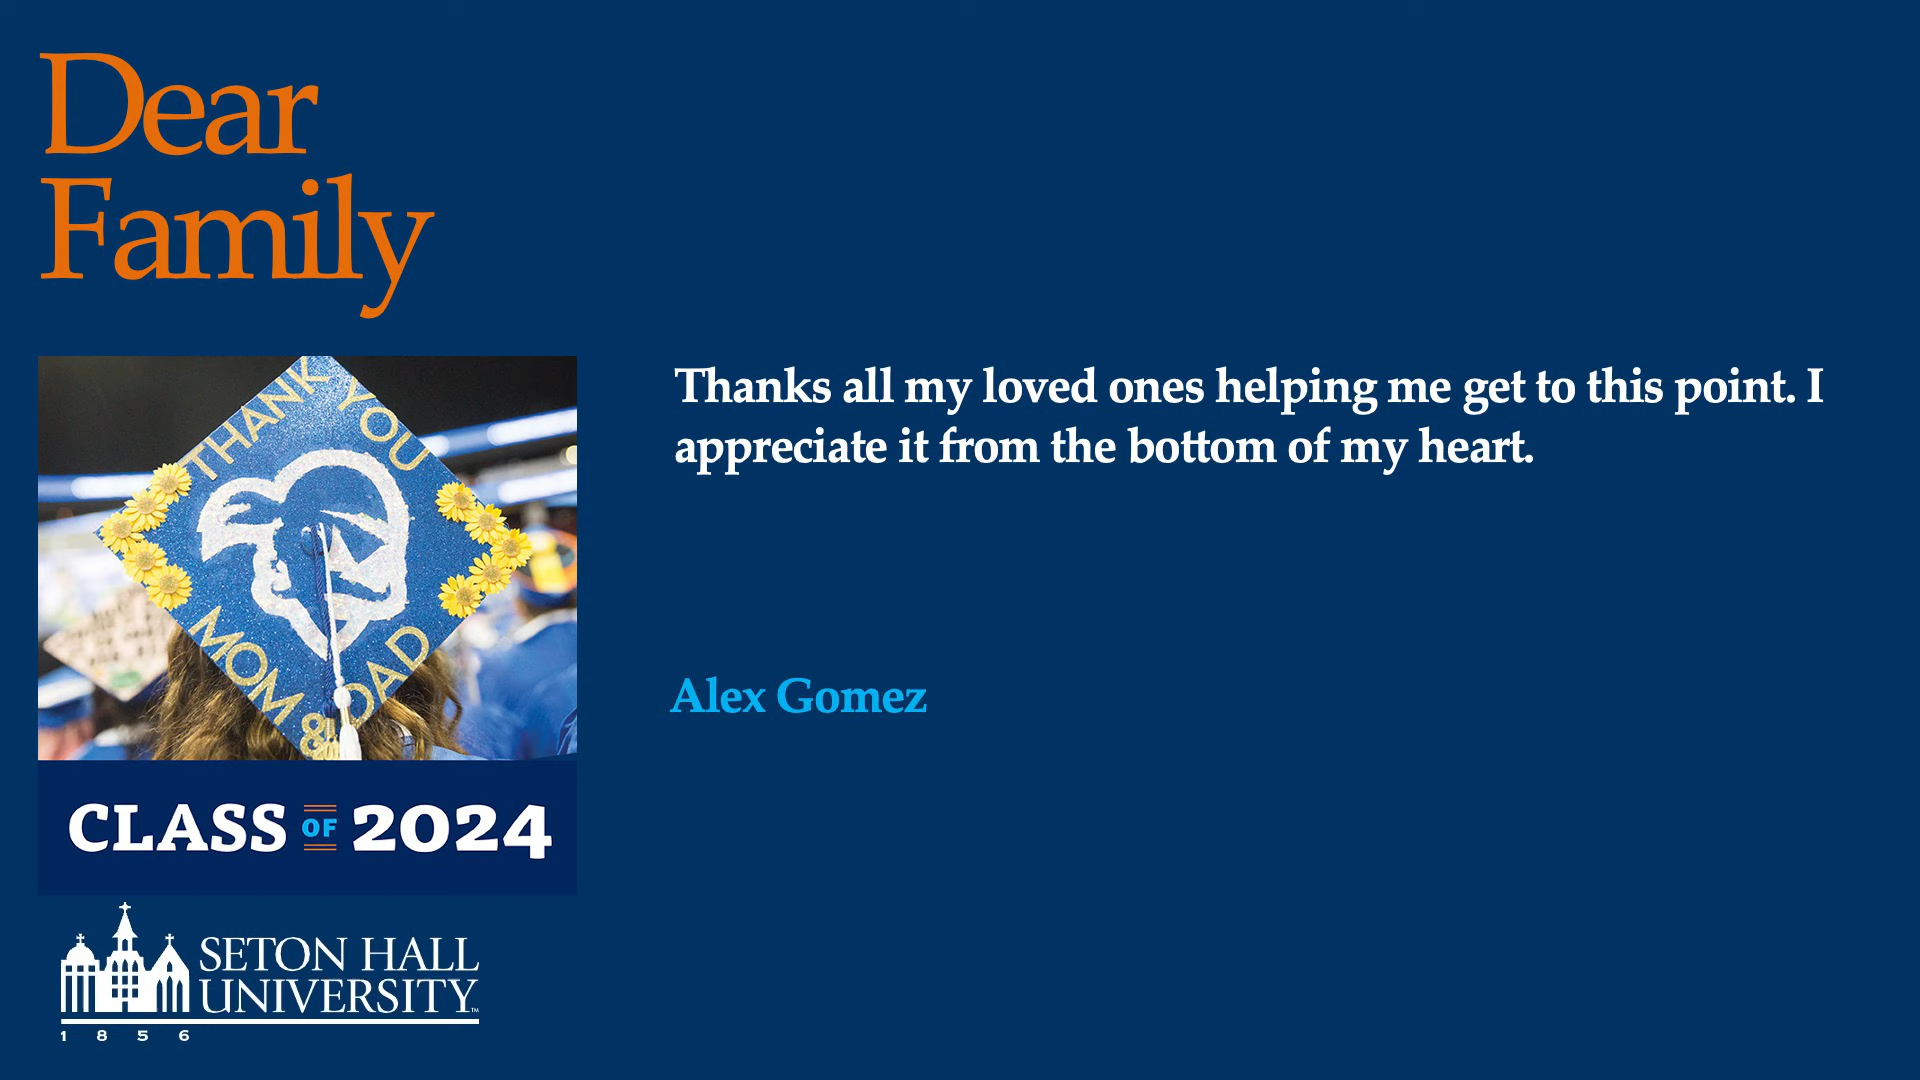 Dear
Family
THANK YOU
MOM & DAD
CLASS OF 2024
SETON HALL
UNIVERSITY™
1 8 5 6
Thanks all my loved ones helping me get to this point. I
appreciate it from the bottom of my heart.
Alex Gomez